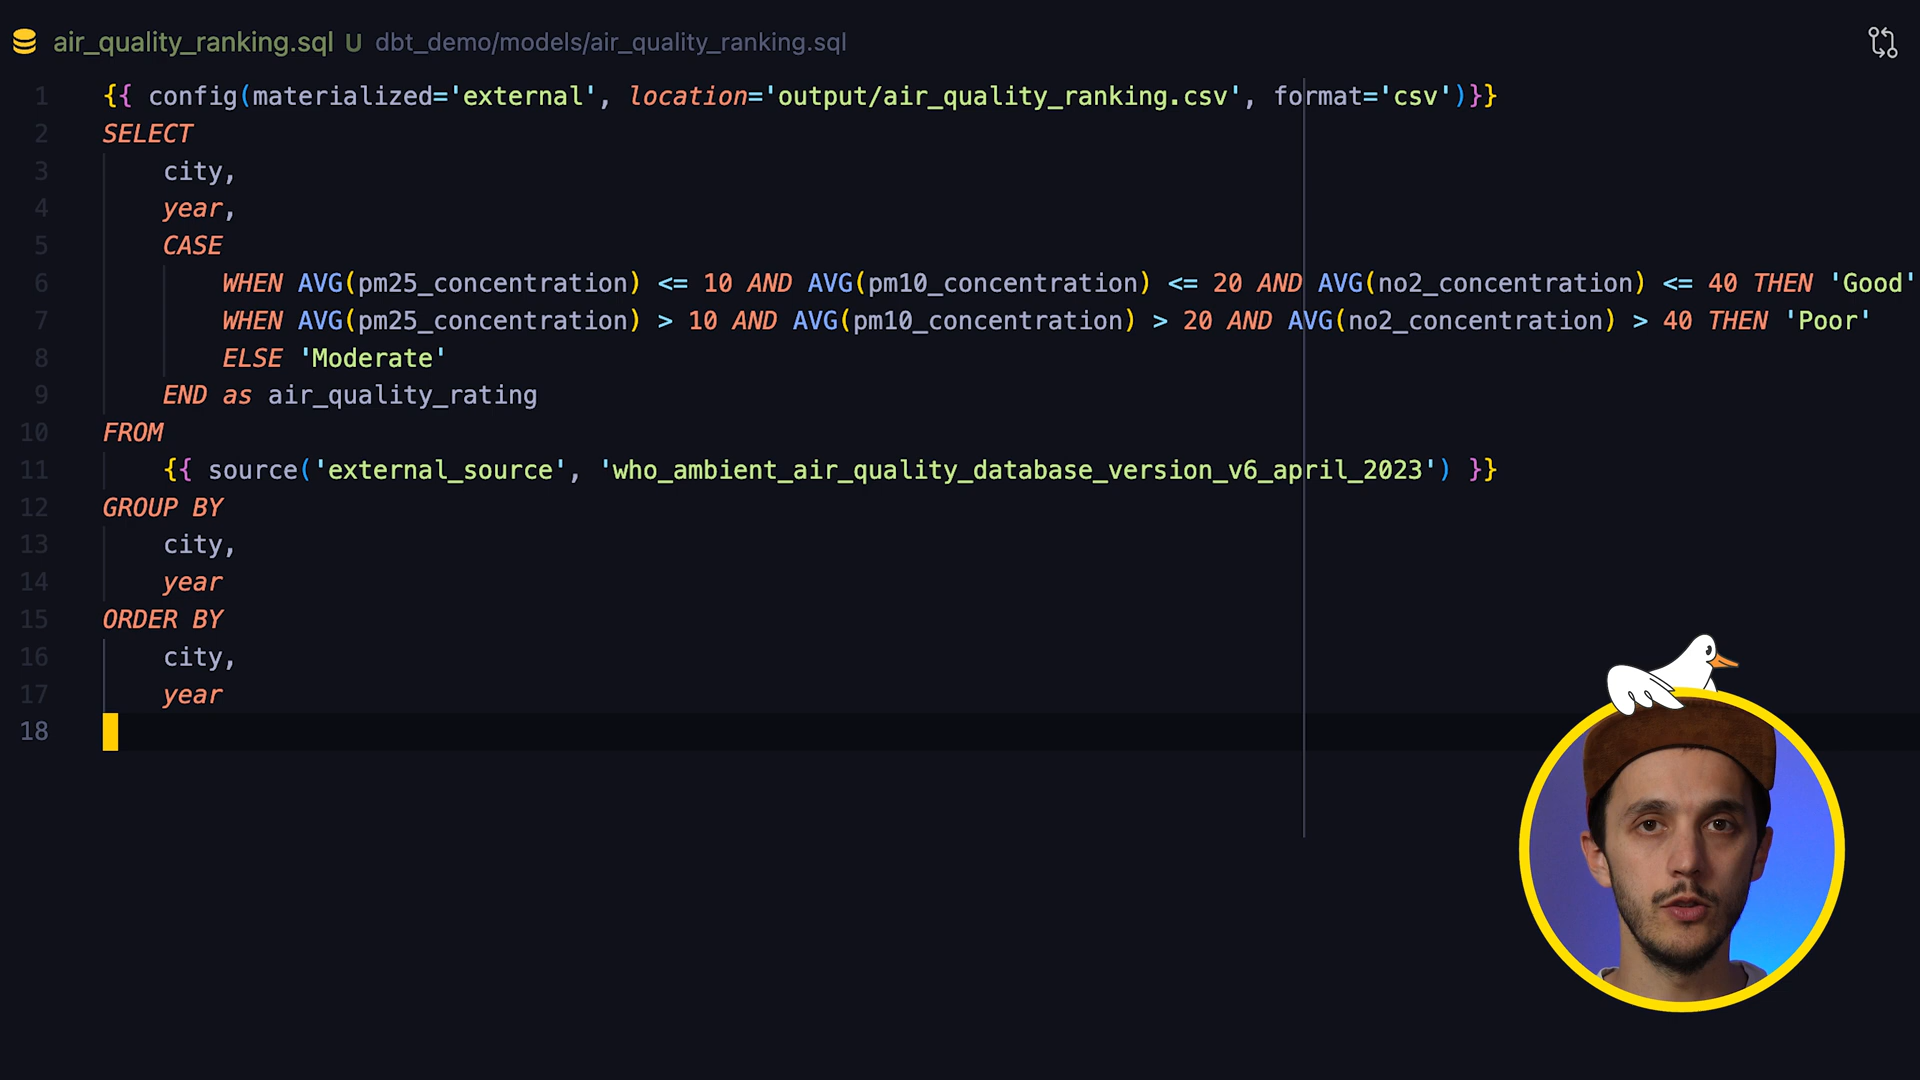 air_quality_ranking.sql U dbt_demo/models/air_quality_ranking.sql
1 {{ config(materialized='external', location='output/air_quality_ranking.csv', format='csv')}}
2 SELECT
3 city,
4 year,
5 CASE
6 WHEN AVG(pm25_concentration) <= 10 AND AVG(pm10_concentration) <= 20 AND AVG(no2_concentration) <= 40 THEN 'Good'
7 WHEN AVG(pm25_concentration) > 10 AND AVG(pm10_concentration) > 20 AND AVG(no2_concentration) > 40 THEN 'Poor'
8 ELSE 'Moderate'
9 END as air_quality_rating
10 FROM
11 {{ source('external_source', 'who_ambient_air_quality_database_version_v6_april_2023') }}
12 GROUP BY
13 city,
14 year
15 ORDER BY
16 city,
17 year
18